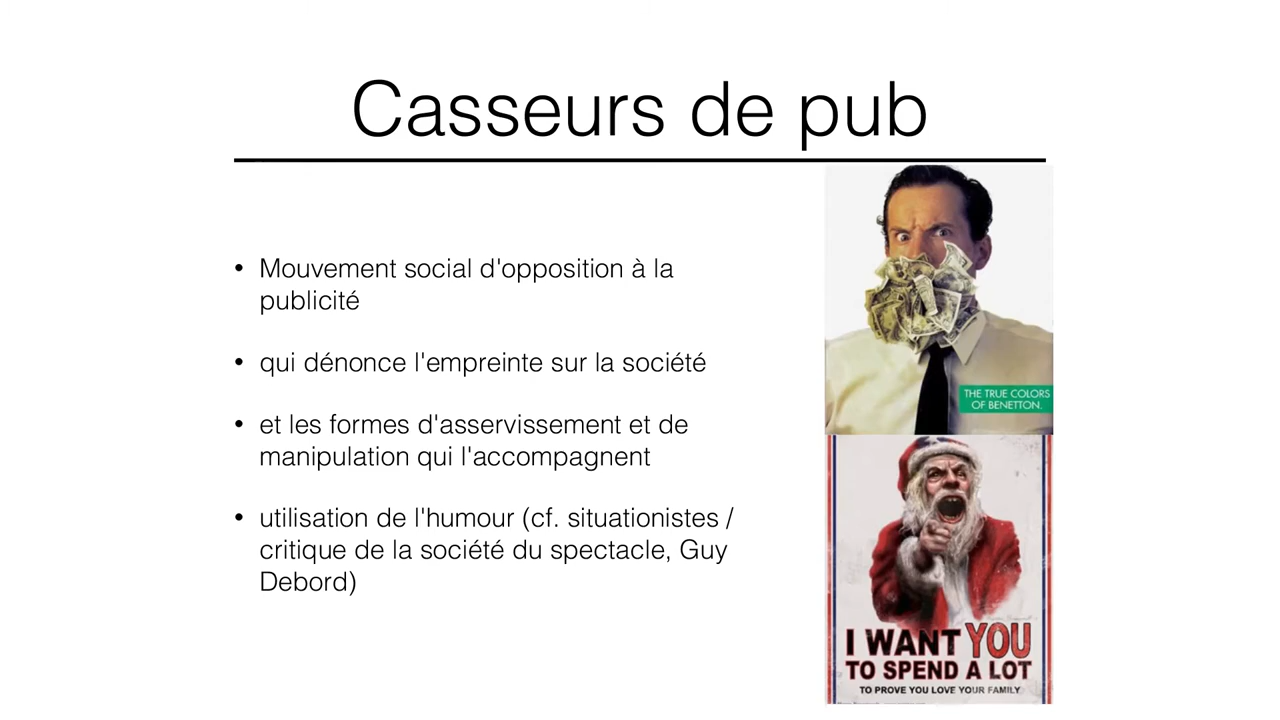 Casseurs de pub
• Mouvement social d'opposition à la
publicité
• qui dénonce l'empreinte sur la société
• et les formes d'asservissement et de
manipulation qui l'accompagnent
• utilisation de l'humour (cf. situationistes /
critique de la société du spectacle, Guy
Debord)
THE TRUE COLORS
OF BENETTON.
I WANT YOU
TO SPEND A LOT
TO PROVE YOU LOVE YOUR FAMILY